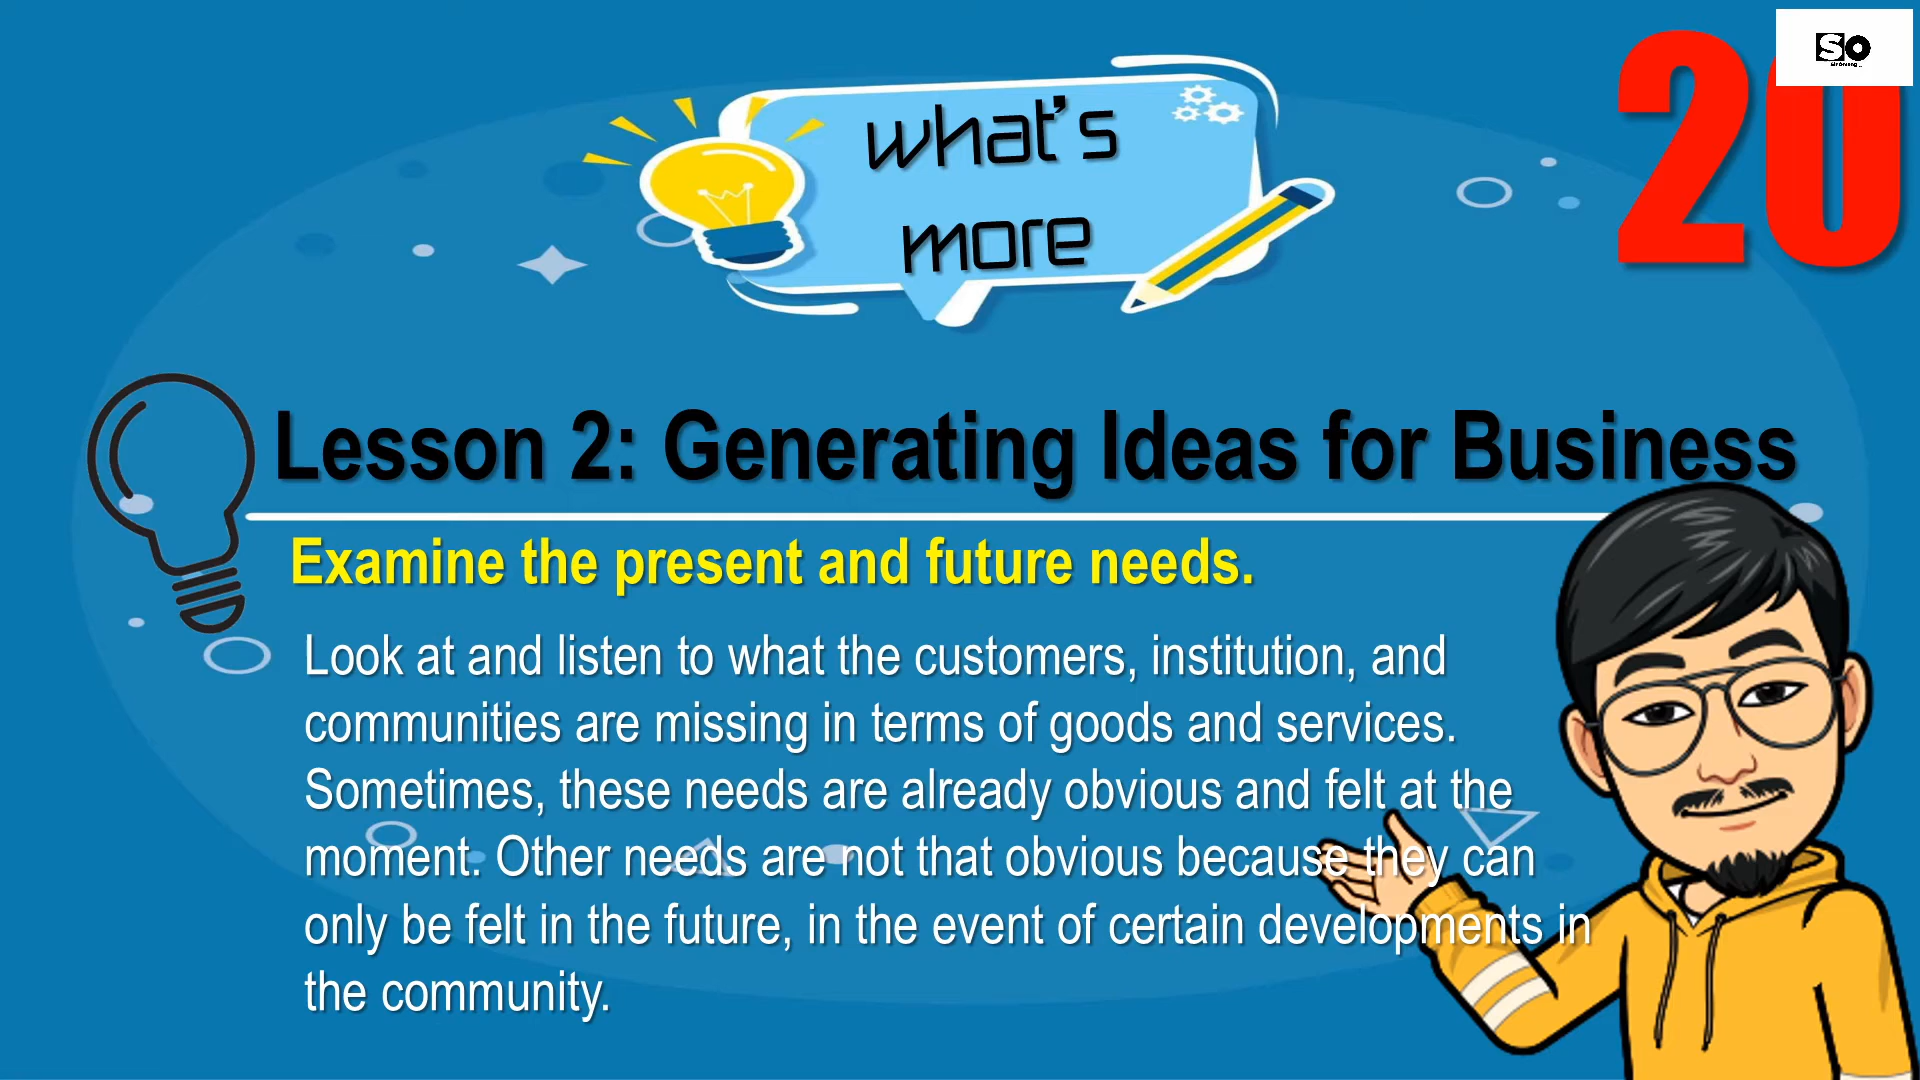 what's
more
20
SO
Lesson 2: Generating Ideas for Business
Examine the present and future needs.
Look at and listen to what the customers, institution, and
communities are missing in terms of goods and services.
Sometimes, these needs are already obvious and felt at the
moment. Other needs are not that obvious because they can
only be felt in the future, in the event of certain developments in
the community.